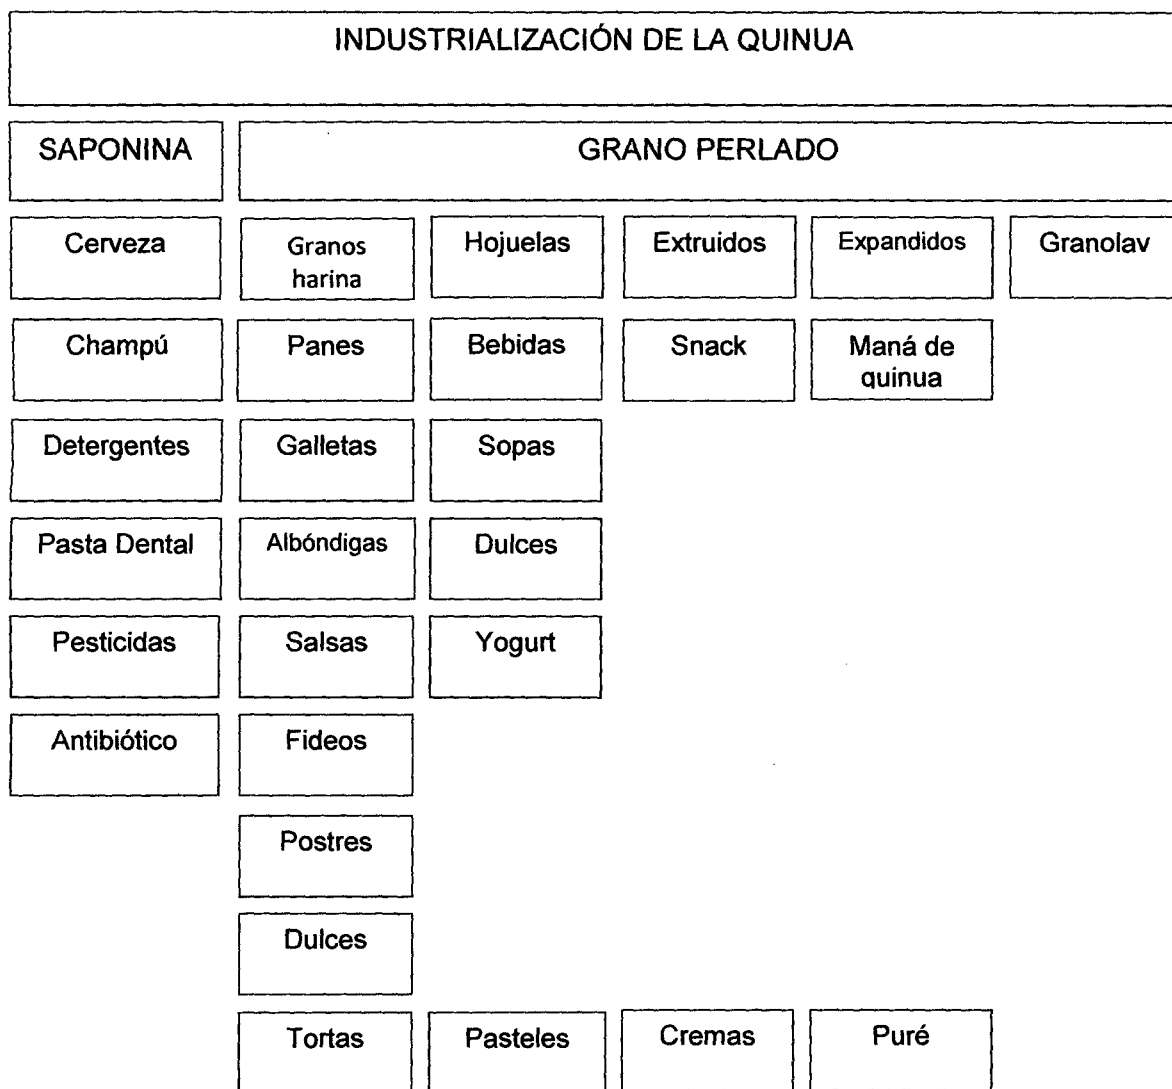 INDUSTRIALIZACIÓN DE LA QUINUA
SAPONINA
GRANO PERLADO
Cerveza
Granos
harina
Hojuelas
Extruidos
Expandidos
Granolav
Champú
Panes
Bebidas
Snack
Maná de
quinua
Detergentes
Galletas
Sopas
Pasta Dental
Albóndigas
Dulces
Pesticidas
Salsas
Yogurt
Antibiótico
Fideos
Postres
Dulces
Tortas
Pasteles
Cremas
Puré